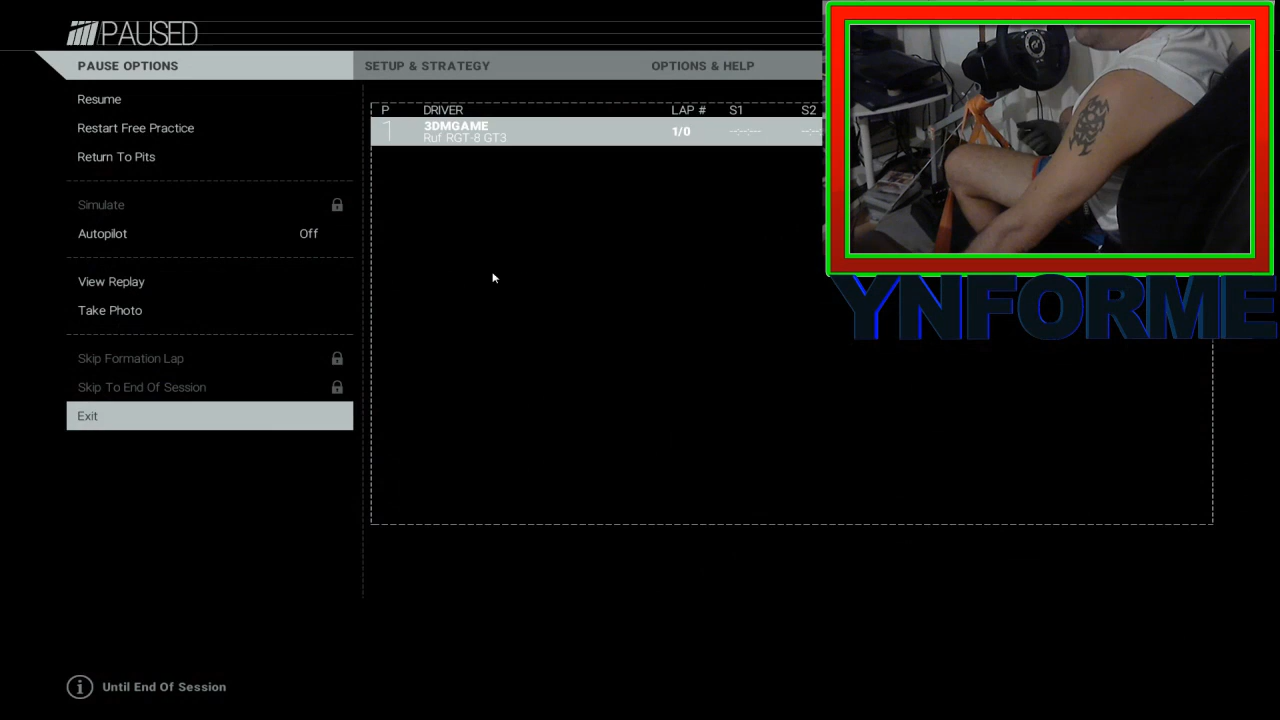 PAUSED
PAUSE OPTIONS
SETUP & STRATEGY
OPTIONS & HELP
Resume
Restart Free Practice
Return To Pits
Simulate
Autopilot Off
View Replay
Take Photo
Skip Formation Lap
Skip To End Of Session
Exit
P DRIVER LAP # S1 S2
1 3DMGAME 1/0 --:--:--- --:--:
Ruf RGT-8 GT3
YNFORME
Until End Of Session